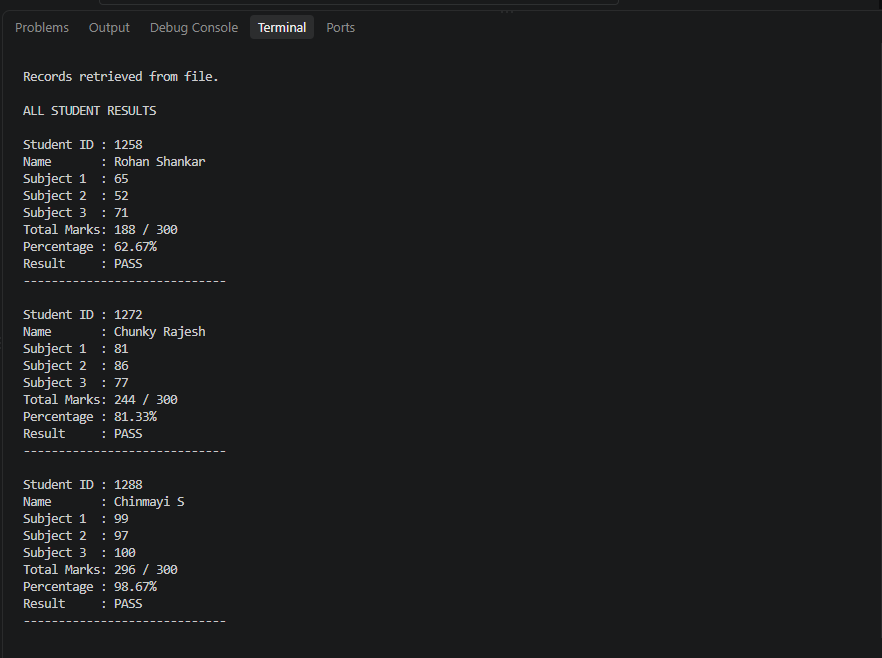 Problems Output Debug Console Terminal Ports
Records retrieved from file.
ALL STUDENT RESULTS
Student ID : 1258
Name       : Rohan Shankar
Subject 1  : 65
Subject 2  : 52
Subject 3  : 71
Total Marks: 188 / 300
Percentage : 62.67%
Result     : PASS
-----------------------------
Student ID : 1272
Name       : Chunky Rajesh
Subject 1  : 81
Subject 2  : 86
Subject 3  : 77
Total Marks: 244 / 300
Percentage : 81.33%
Result     : PASS
-----------------------------
Student ID : 1288
Name       : Chinmayi S
Subject 1  : 99
Subject 2  : 97
Subject 3  : 100
Total Marks: 296 / 300
Percentage : 98.67%
Result     : PASS
-----------------------------